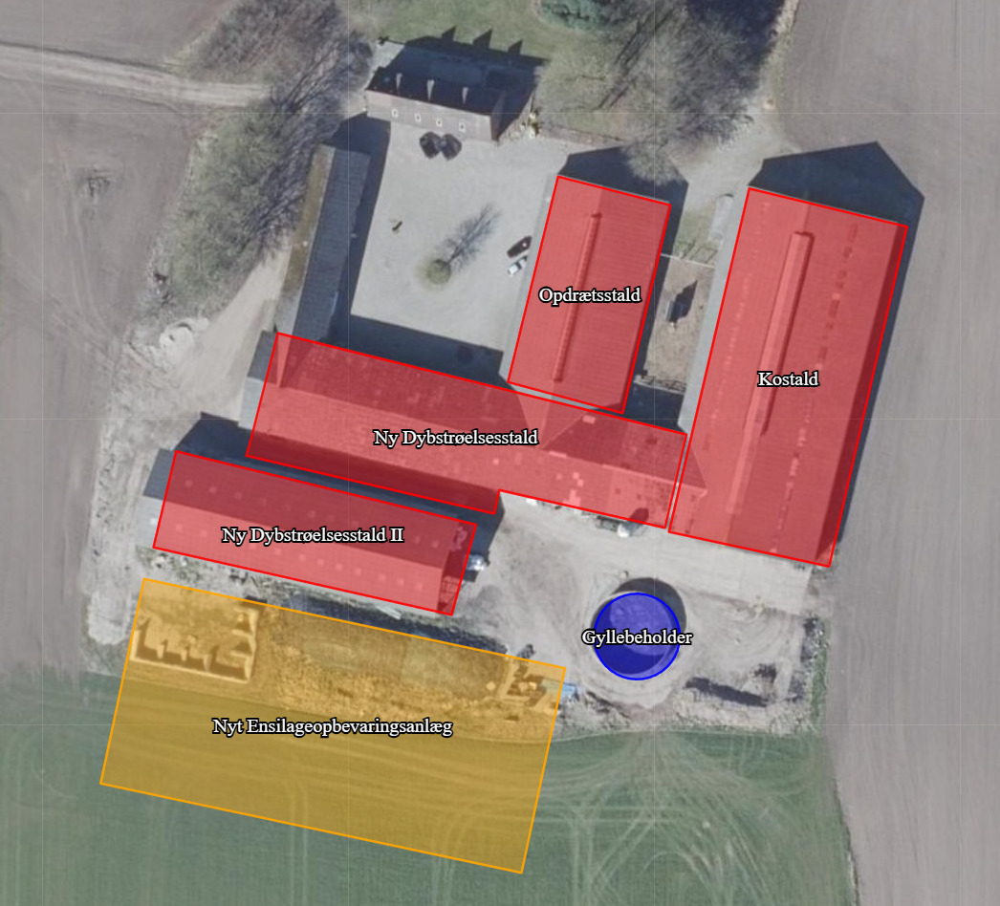 Opdrætsstald
Kostald
Ny Dybstrøelsesstald
Ny Dybstrøelsesstald II
Gyllebeholder
Nyt Ensilageopbevaringsanlæg